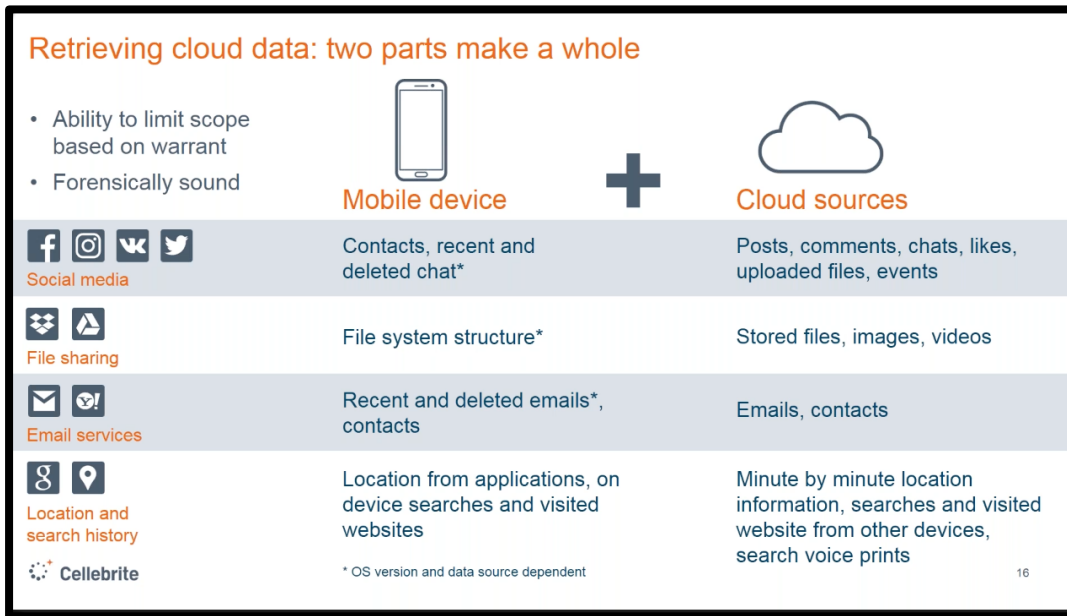 Retrieving cloud data: two parts make a whole
• Ability to limit scope
based on warrant
• Forensically sound
Mobile device
Cloud sources
Social media
Contacts, recent and
deleted chat*
Posts, comments, chats, likes,
uploaded files, events
File sharing
File system structure*
Stored files, images, videos
Email services
Recent and deleted emails*,
contacts
Emails, contacts
Location and
search history
Location from applications, on
device searches and visited
websites
Minute by minute location
information, searches and visited
website from other devices,
search voice prints
Cellebrite
* OS version and data source dependent
16